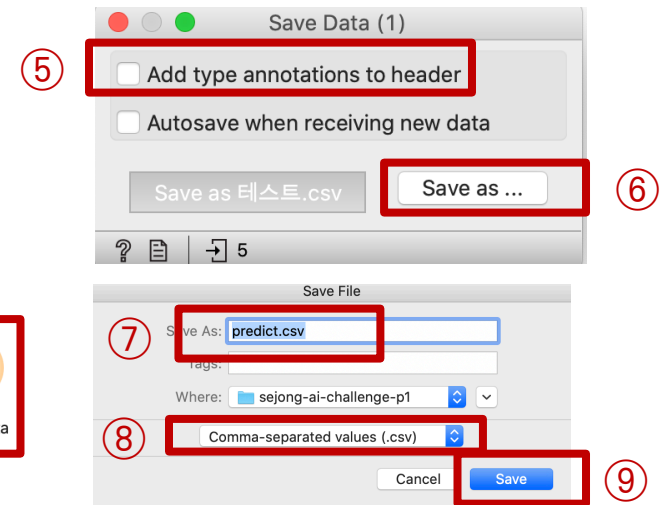 Save Data (1)
⑤ Add type annotations to header
Autosave when receiving new data
Save as 테스트.csv
Save as ... ⑥
? 5
Save File
⑦ Save As: predict.csv
Tags:
Where: sejong-ai-challenge-p1
⑧ Comma-separated values (.csv)
a
Cancel
Save ⑨